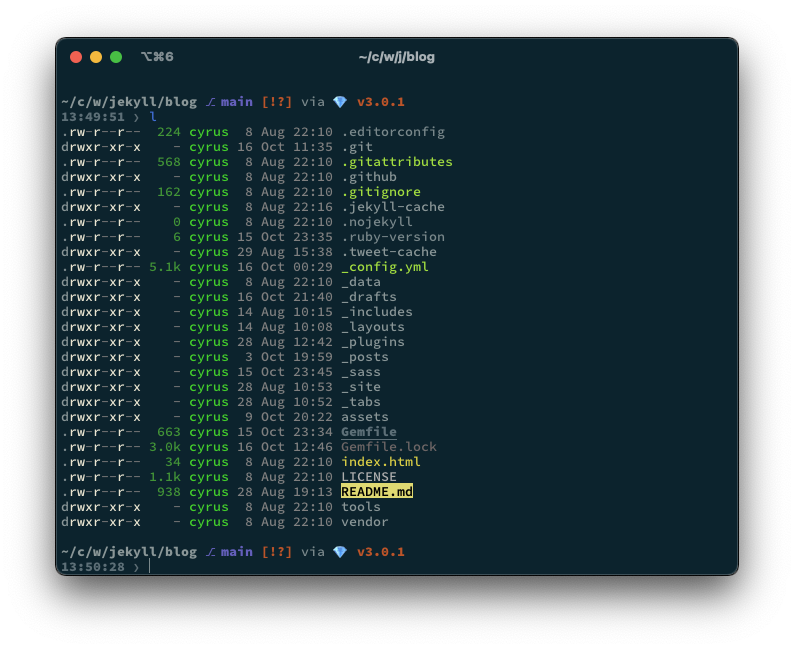 ⌥⌘6 ~/c/w/j/blog
~/c/w/jekyll/blog ⎇ main [!?] via 💎 v3.0.1
13:49:51 ❯ l
.rw-r--r-- 224 cyrus 8 Aug 22:10 .editorconfig
drwxr-xr-x - cyrus 16 Oct 11:35 .git
.rw-r--r-- 568 cyrus 8 Aug 22:10 .gitattributes
drwxr-xr-x - cyrus 8 Aug 22:10 .github
.rw-r--r-- 162 cyrus 8 Aug 22:10 .gitignore
drwxr-xr-x - cyrus 8 Aug 22:16 .jekyll-cache
.rw-r--r-- 0 cyrus 8 Aug 22:10 .nojekyll
.rw-r--r-- 6 cyrus 15 Oct 23:35 .ruby-version
drwxr-xr-x - cyrus 29 Aug 15:38 .tweet-cache
.rw-r--r-- 5.1k cyrus 16 Oct 00:29 _config.yml
drwxr-xr-x - cyrus 8 Aug 22:10 _data
drwxr-xr-x - cyrus 16 Oct 21:40 _drafts
drwxr-xr-x - cyrus 14 Aug 10:15 _includes
drwxr-xr-x - cyrus 14 Aug 10:08 _layouts
drwxr-xr-x - cyrus 28 Aug 12:42 _plugins
drwxr-xr-x - cyrus 3 Oct 19:59 _posts
drwxr-xr-x - cyrus 15 Oct 23:45 _sass
drwxr-xr-x - cyrus 28 Aug 10:53 _site
drwxr-xr-x - cyrus 28 Aug 10:52 _tabs
drwxr-xr-x - cyrus 9 Oct 20:22 assets
.rw-r--r-- 663 cyrus 15 Oct 23:34 Gemfile
.rw-r--r-- 3.0k cyrus 16 Oct 12:46 Gemfile.lock
.rw-r--r-- 34 cyrus 8 Aug 22:10 index.html
.rw-r--r-- 1.1k cyrus 8 Aug 22:10 LICENSE
.rw-r--r-- 938 cyrus 28 Aug 19:13 README.md
drwxr-xr-x - cyrus 8 Aug 22:10 tools
drwxr-xr-x - cyrus 8 Aug 22:10 vendor
~/c/w/jekyll/blog ⎇ main [!?] via 💎 v3.0.1
13:50:28 ❯